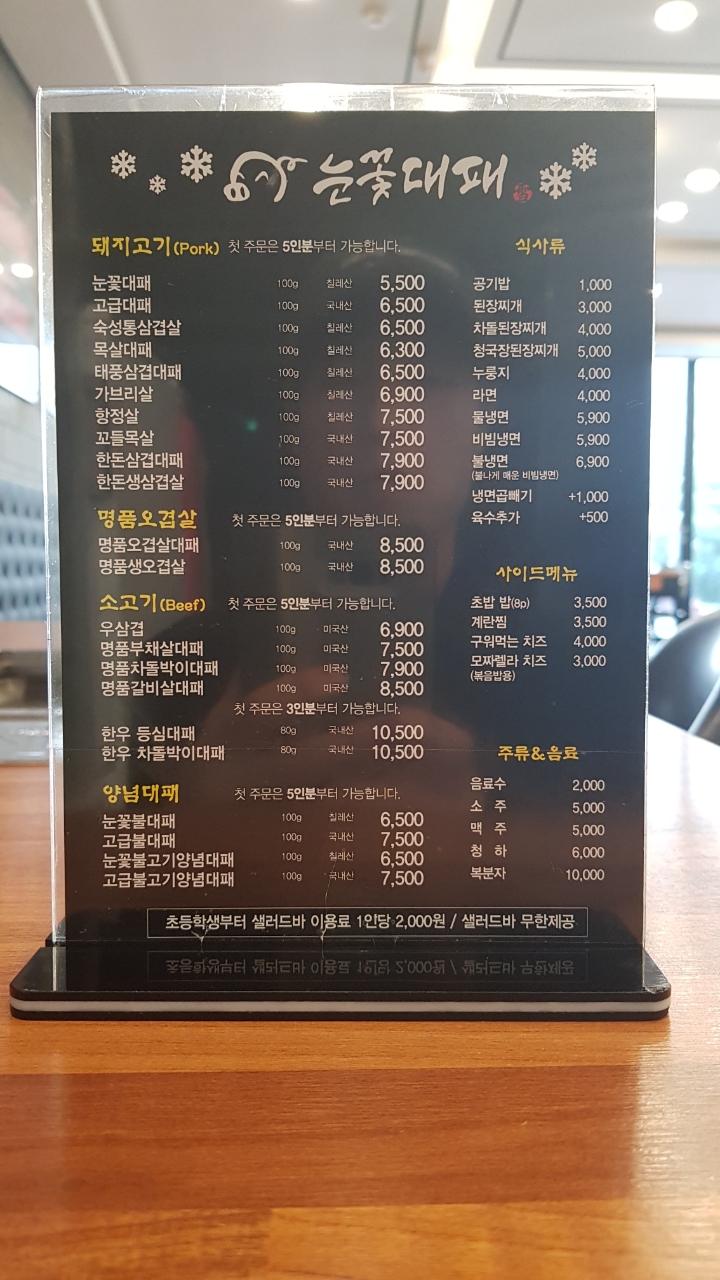 눈꽃대패
돼지고기(Pork) 첫 주문은 5인분부터 가능합니다.
눈꽃대패 100g 칠레산 5,500
고급대패 100g 국내산 6,500
숙성통삼겹살 100g 칠레산 6,500
목살대패 100g 칠레산 6,300
태풍삼겹대패 100g 칠레산 6,500
가브리살 100g 칠레산 6,900
항정살 100g 칠레산 7,500
꼬들목살 100g 국내산 7,500
한돈삼겹대패 100g 국내산 7,900
한돈생삼겹살 100g 국내산 7,900
명품오겹살 첫 주문은 5인분부터 가능합니다.
명품오겹살대패 100g 국내산 8,500
명품생오겹살 100g 국내산 8,500
소고기(Beef) 첫 주문은 5인분부터 가능합니다.
우삼겹 100g 미국산 6,900
명품부채살대패 100g 미국산 7,500
명품차돌박이대패 100g 미국산 7,900
명품갈비살대패 100g 미국산 8,500
첫 주문은 3인분부터 가능합니다.
한우 등심대패 80g 국내산 10,500
한우 차돌박이대패 80g 국내산 10,500
양념대패 첫 주문은 5인분부터 가능합니다.
눈꽃불대패 100g 칠레산 6,500
고급불대패 100g 국내산 7,500
눈꽃불고기양념대패 100g 칠레산 6,500
고급불고기양념대패 100g 국내산 7,500
식사류
공기밥 1,000
된장찌개 3,000
차돌된장찌개 4,000
청국장된장찌개 5,000
누룽지 4,000
라면 4,000
물냉면 5,900
비빔냉면 5,900
불냉면 6,900
(불나게 매운 비빔냉면)
냉면곱빼기 +1,000
육수추가 +500
사이드메뉴
초밥 밥(8p) 3,500
계란찜 3,500
구워먹는 치즈 4,000
모짜렐라 치즈 3,000
(볶음밥용)
주류&음료
음료수 2,000
소 주 5,000
맥 주 5,000
청 하 6,000
복분자 10,000
초등학생부터 샐러드바 이용료 1인당 2,000원 / 샐러드바 무한제공